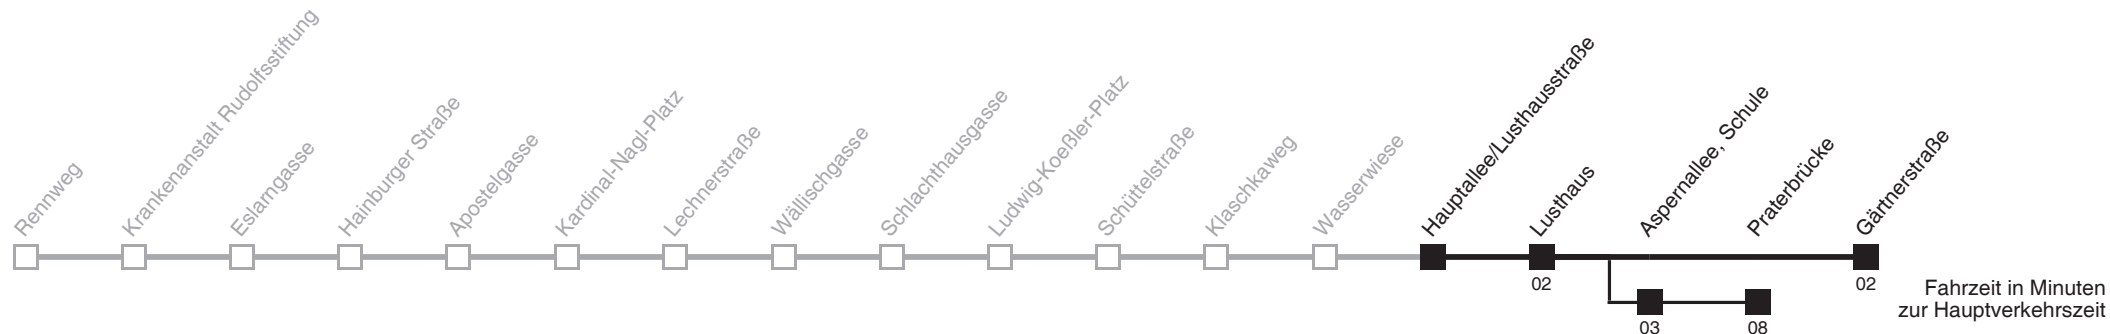 Rennweg
Krankenanstalt Rudolfsstiftung
Eslarngasse
Hainburger Straße
Apostelgasse
Kardinal-Nagl-Platz
Lechnerstraße
Wällischgasse
Schlachthausgasse
Ludwig-Koeßler-Platz
Schüttelstraße
Klaschkaweg
Wasserwiese
Hauptallee/Lusthausstraße
Lusthaus
Aspernallee, Schule
Praterbrücke
Gärtnerstraße
02
02
03
08
Fahrzeit in Minuten
zur Hauptverkehrszeit